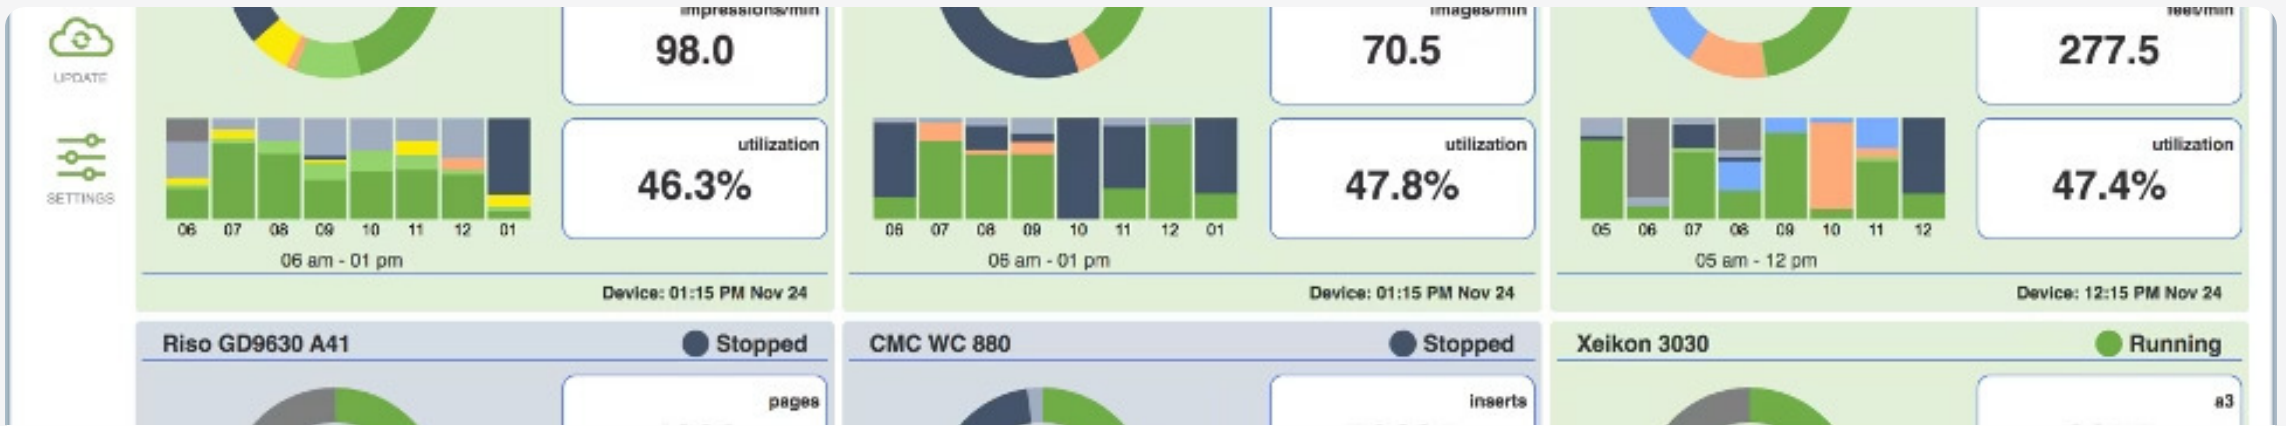 UPDATE
SETTINGS
impressions/min
98.0
utilization
46.3%
06 07 08 09 10 11 12 01
06 am - 01 pm
Device: 01:15 PM Nov 24
images/min
70.5
utilization
47.8%
06 07 08 09 10 11 12 01
06 am - 01 pm
Device: 01:15 PM Nov 24
feet/min
277.5
utilization
47.4%
05 06 07 08 09 10 11 12
05 am - 12 pm
Device: 12:15 PM Nov 24
Riso GD9630 A41 Stopped
pages
CMC WC 880 Stopped
inserts
Xeikon 3030 Running
a3